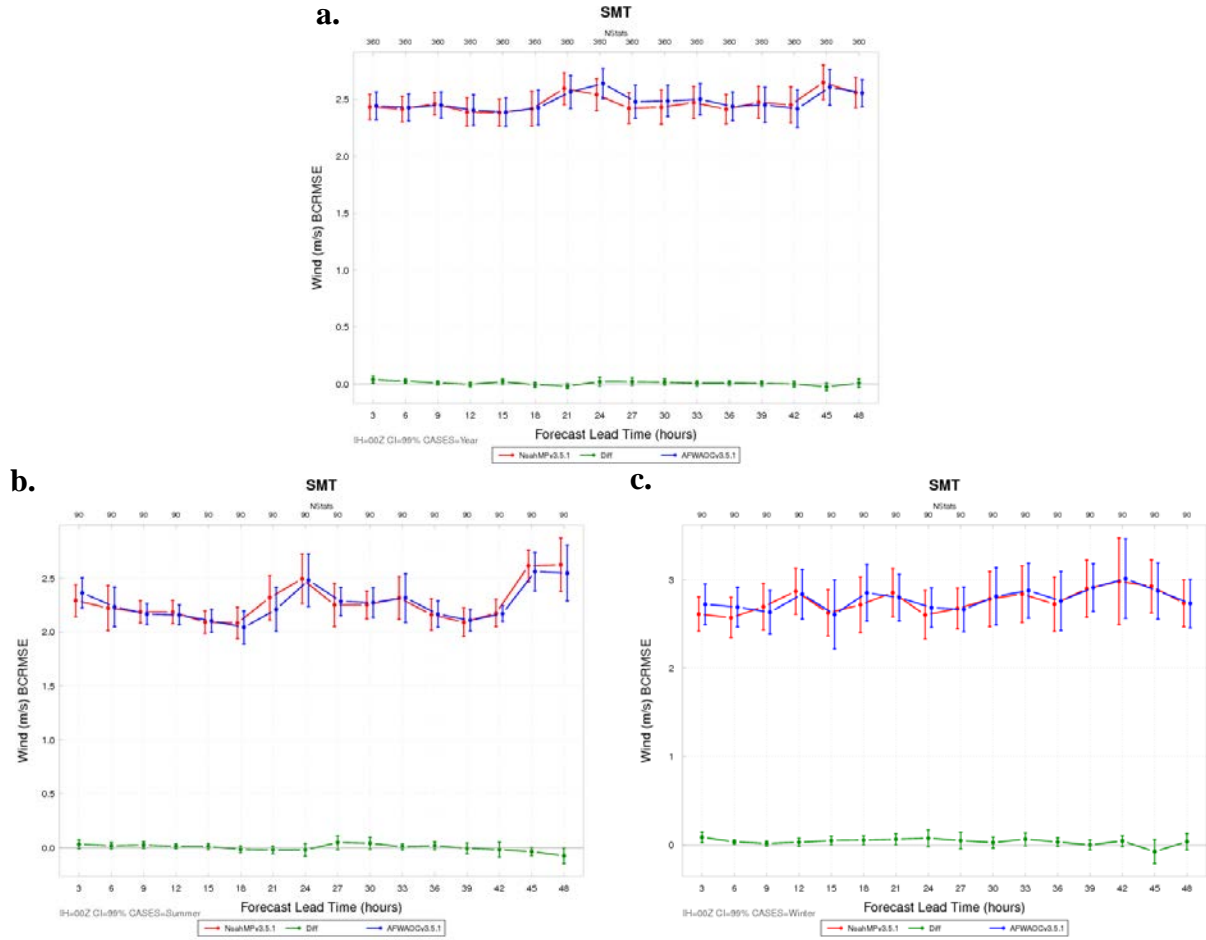 a.
SMT
NStats
360 360 360 360 360 360 360 360 360 360 360 360 360 360 360 360
Wind (m/s) BCRMSE
2.5
2.0
1.5
1.0
0.5
0.0
3 6 9 12 15 18 21 24 27 30 33 36 39 42 45 48
Forecast Lead Time (hours)
IH=00Z CI=99% CASES=Year
NoahMPv3.5.1 Diff AFWAOCv3.5.1
b.
SMT
NStats
90 90 90 90 90 90 90 90 90 90 90 90 90 90 90 90
Wind (m/s) BCRMSE
2.5
2.0
1.5
1.0
0.5
0.0
3 6 9 12 15 18 21 24 27 30 33 36 39 42 45 48
Forecast Lead Time (hours)
IH=00Z CI=99% CASES=Summer
NoahMPv3.5.1 Diff AFWAOCv3.5.1
c.
SMT
NStats
90 90 90 90 90 90 90 90 90 90 90 90 90 90 90 90
Wind (m/s) BCRMSE
3
2
1
0
3 6 9 12 15 18 21 24 27 30 33 36 39 42 45 48
Forecast Lead Time (hours)
IH=00Z CI=99% CASES=Winter
NoahMPv3.5.1 Diff AFWAOCv3.5.1